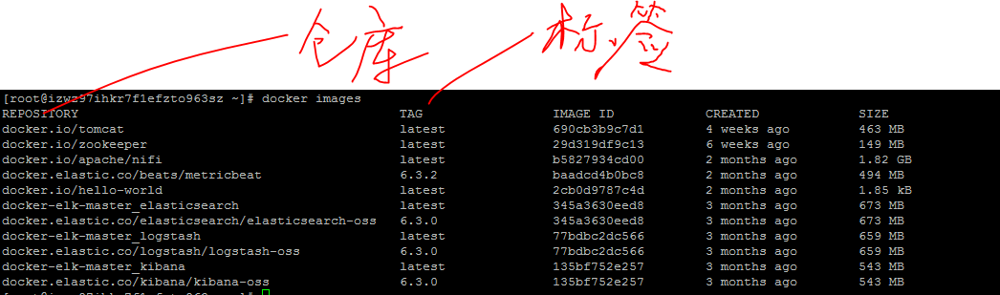 仓库 标签
[root@izwz97ihkr7f1efzto963sz ~]# docker images
REPOSITORY TAG IMAGE ID CREATED SIZE
docker.io/tomcat latest 690cb3b9c7d1 4 weeks ago 463 MB
docker.io/zookeeper latest 29d319df9c13 6 weeks ago 149 MB
docker.io/apache/nifi latest b5827934cd00 2 months ago 1.82 GB
docker.elastic.co/beats/metricbeat 6.3.2 baadcd4b0bc8 2 months ago 494 MB
docker.io/hello-world latest 2cb0d9787c4d 2 months ago 1.85 kB
docker-elk-master_elasticsearch latest 345a3630eed8 3 months ago 673 MB
docker.elastic.co/elasticsearch/elasticsearch-oss 6.3.0 345a3630eed8 3 months ago 673 MB
docker-elk-master_logstash latest 77bdbc2dc566 3 months ago 659 MB
docker.elastic.co/logstash/logstash-oss 6.3.0 77bdbc2dc566 3 months ago 659 MB
docker-elk-master_kibana latest 135bf752e257 3 months ago 543 MB
docker.elastic.co/kibana/kibana-oss 6.3.0 135bf752e257 3 months ago 543 MB